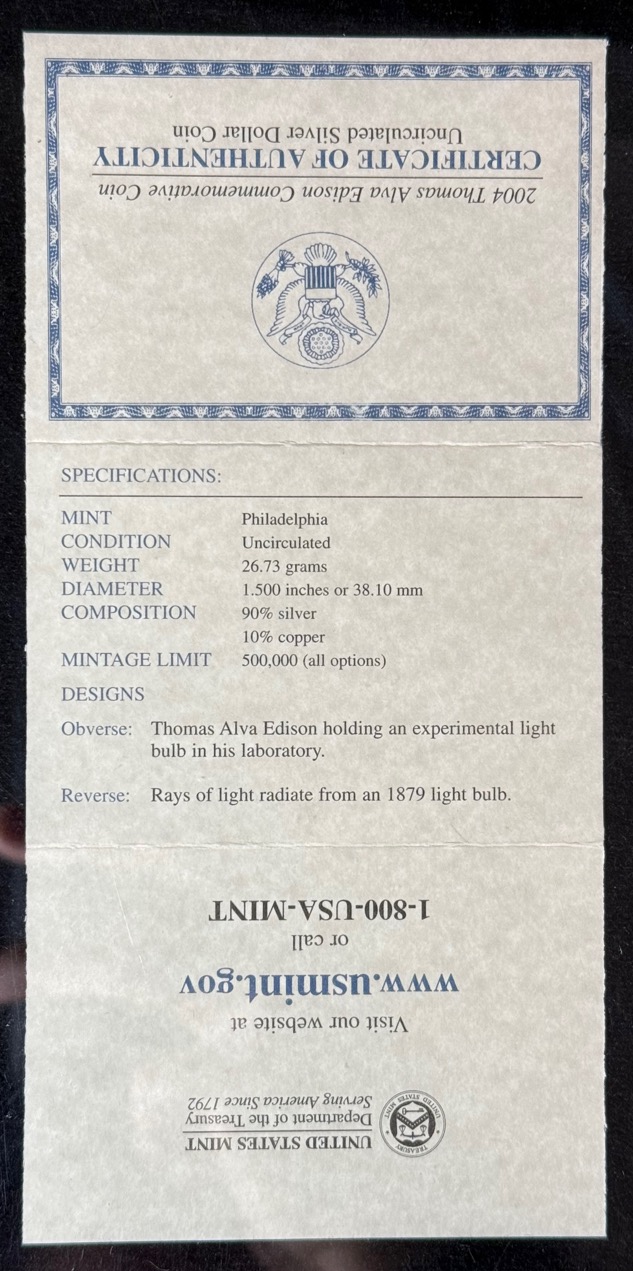 2004 Thomas Alva Edison Commemorative Coin
CERTIFICATE OF AUTHENTICITY
Uncirculated Silver Dollar Coin
SPECIFICATIONS:
MINT Philadelphia
CONDITION Uncirculated
WEIGHT 26.73 grams
DIAMETER 1.500 inches or 38.10 mm
COMPOSITION 90% silver
10% copper
MINTAGE LIMIT 500,000 (all options)
DESIGNS
Obverse: Thomas Alva Edison holding an experimental light
bulb in his laboratory.
Reverse: Rays of light radiate from an 1879 light bulb.
UNITED STATES MINT
Department of the Treasury
Serving America Since 1792
TREASURY
UNITED STATES MINT
Visit our website at
www.usmint.gov
or call
1-800-USA-MINT